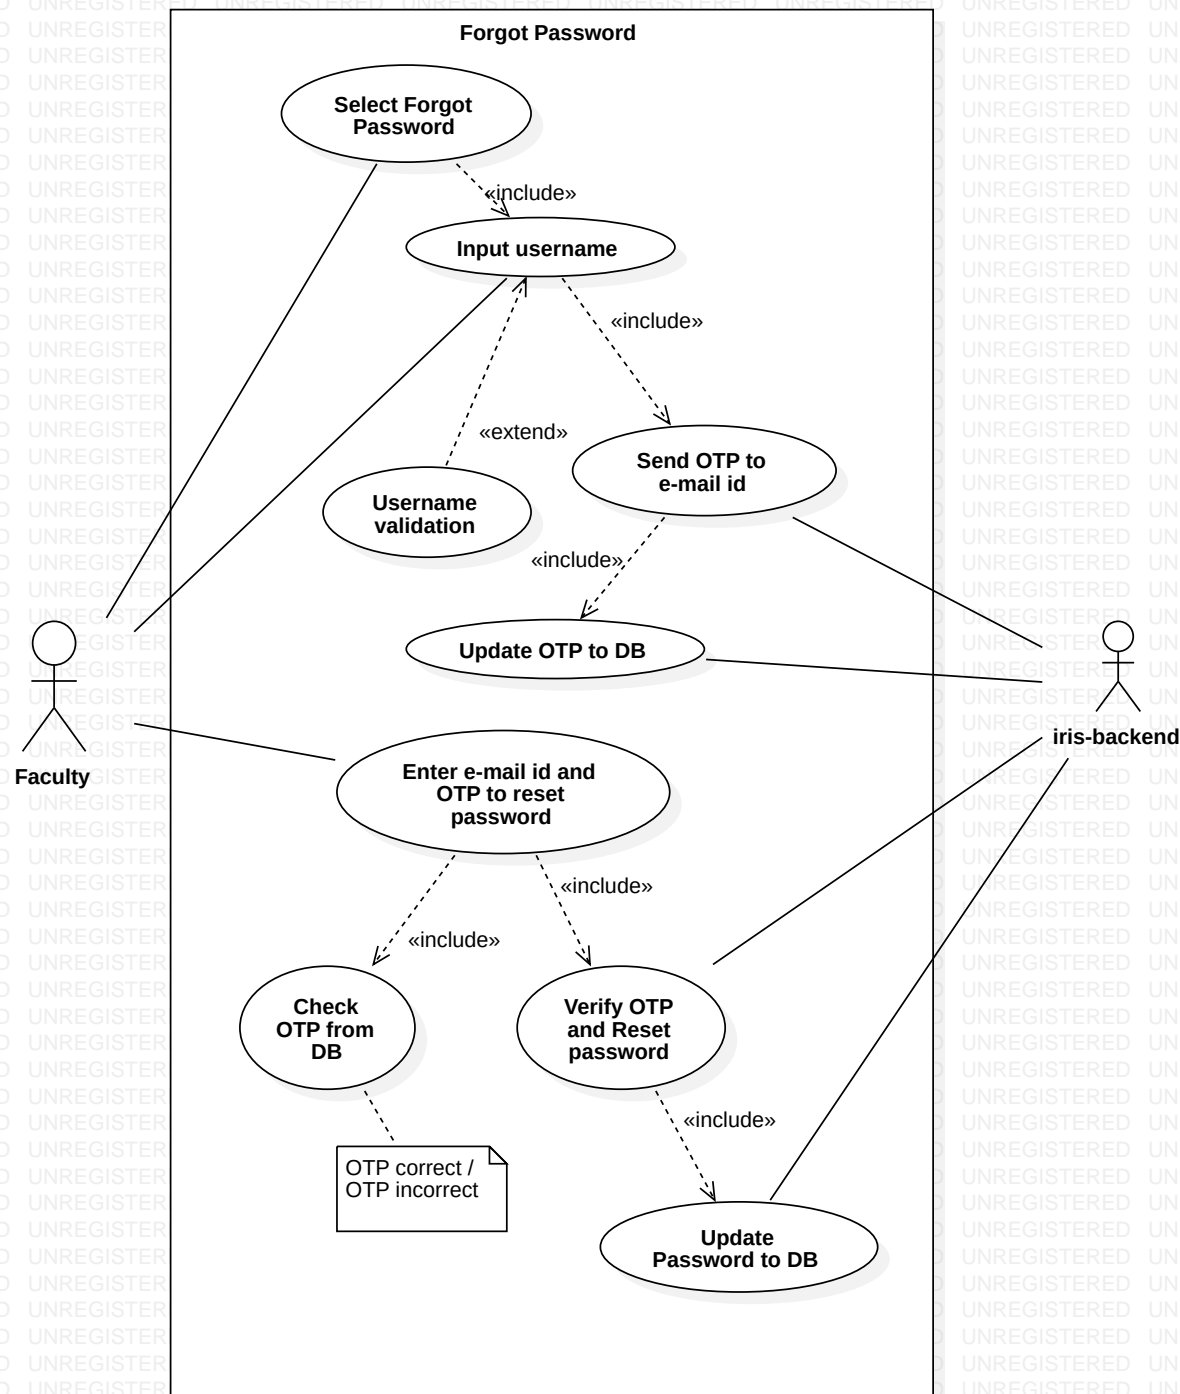 Forgot Password
Select Forgot
Password
«include»
Input username
«include»
«extend»
Send OTP to
e-mail id
Username
validation
«include»
Update OTP to DB
Faculty
iris-backend
Enter e-mail id and
OTP to reset
password
«include»
«include»
Check
OTP from
DB
Verify OTP
and Reset
password
«include»
OTP correct /
OTP incorrect
Update
Password to DB
UNREGISTERED